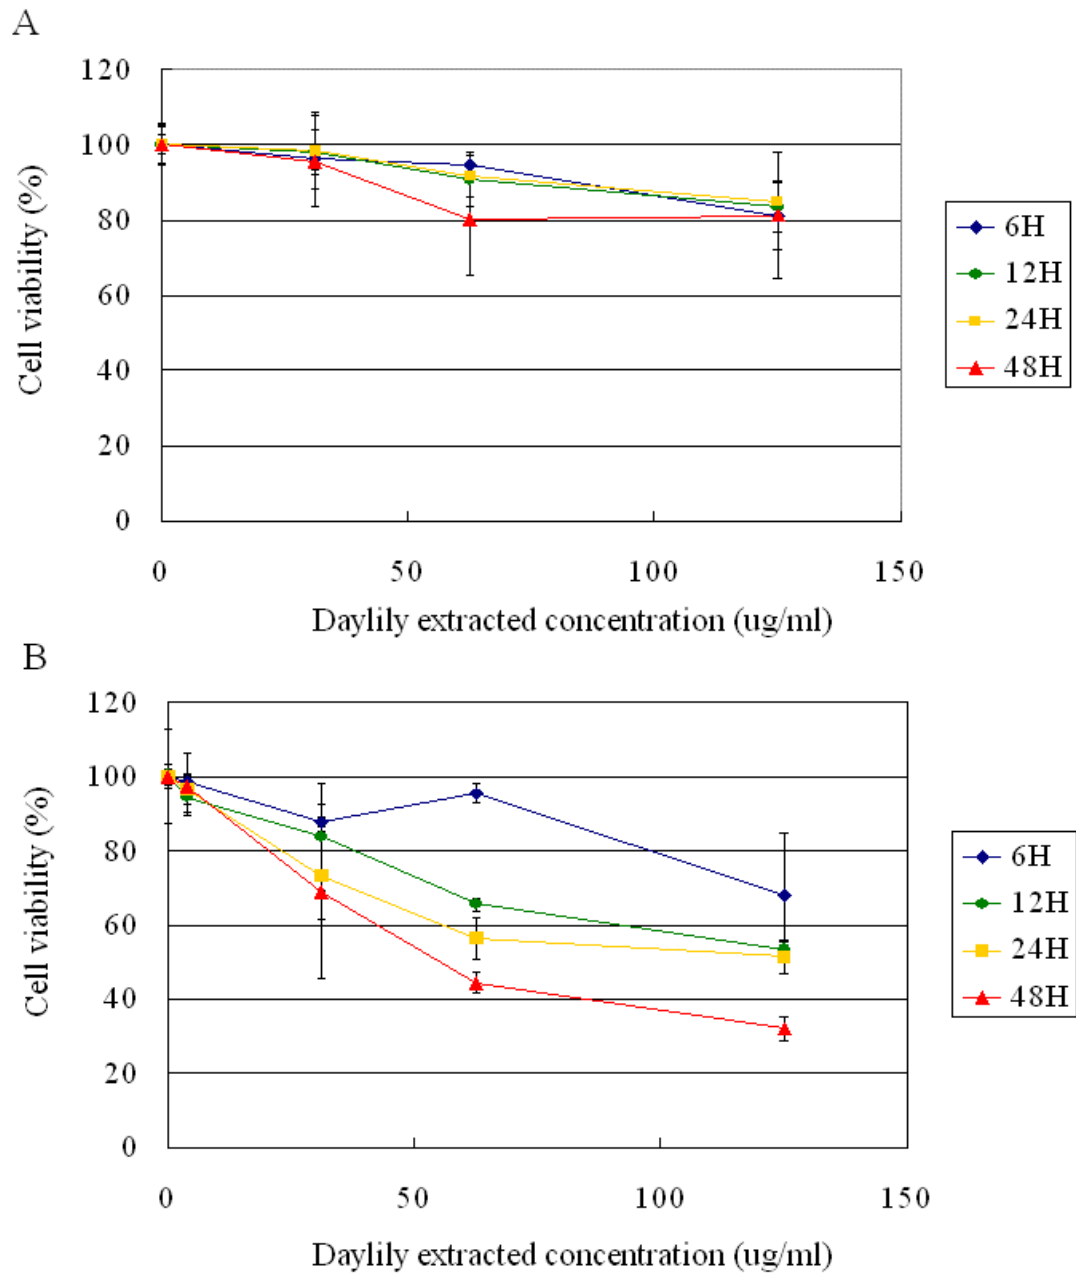 A
120
100
80
60
40
20
0
Cell viability (%)
0 50 100 150
Daylily extracted concentration (ug/ml)
6H
12H
24H
48H
B
120
100
80
60
40
20
0
Cell viability (%)
0 50 100 150
Daylily extracted concentration (ug/ml)
6H
12H
24H
48H